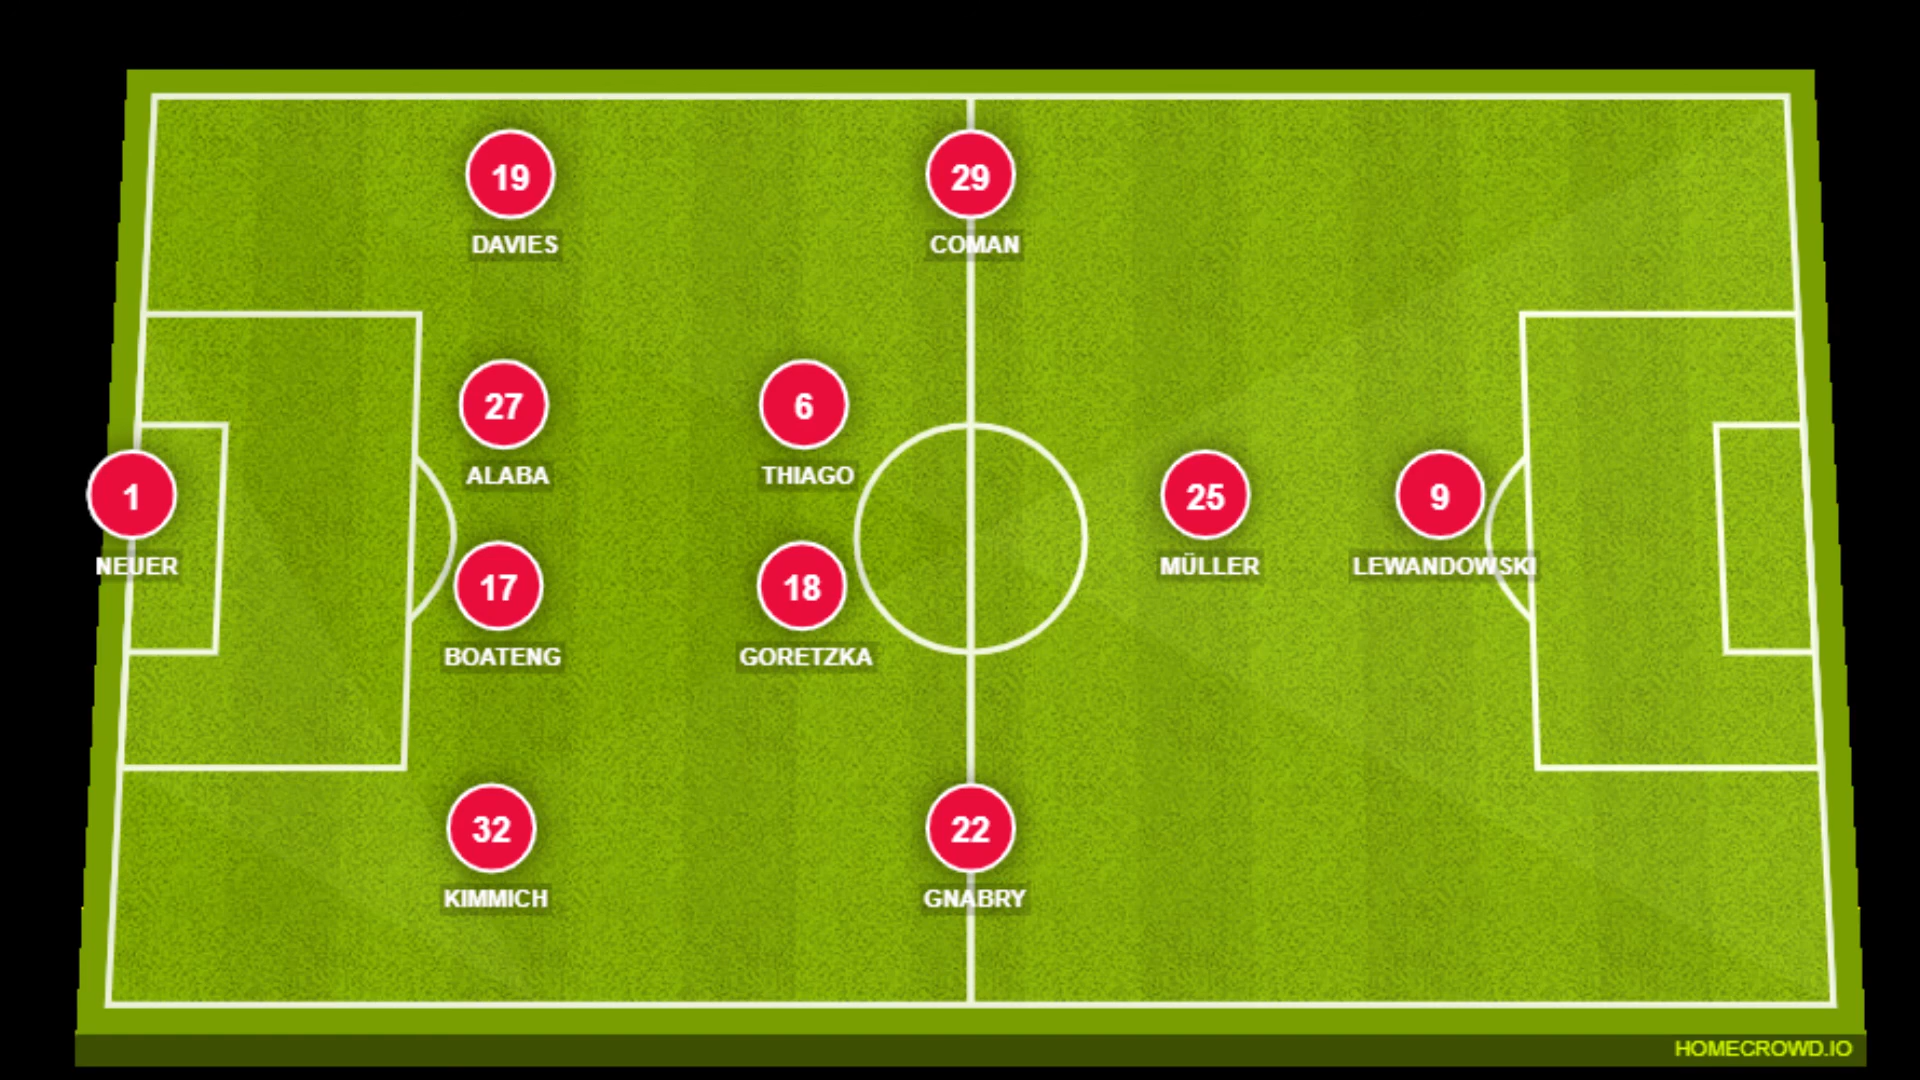 19
DAVIES
29
COMAN
27
ALABA
6
THIAGO
1
NEUER
25
MÜLLER
9
LEWANDOWSKI
17
BOATENG
18
GORETZKA
32
KIMMICH
22
GNABRY
HOMECROWD.IO